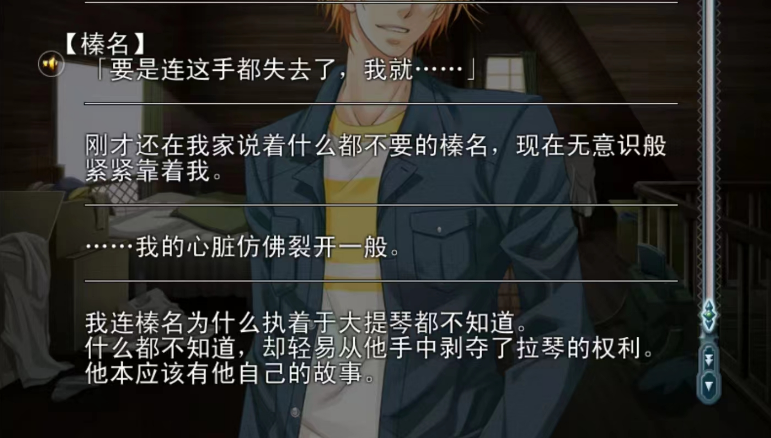 【榛名】
「要是连这手都失去了，我就……」
刚才还在我家说着什么都不要的榛名，现在无意识般
紧紧靠着我。
……我的心脏仿佛裂开一般。
我连榛名为什么执着于大提琴都不知道。
什么都不知道，却轻易从他手中剥夺了拉琴的权利。
他本应该有他自己的故事。